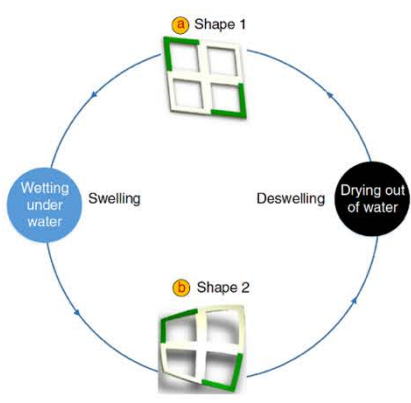 a Shape 1
Wetting
under
water
Swelling
Deswelling
Drying out
of water
b Shape 2